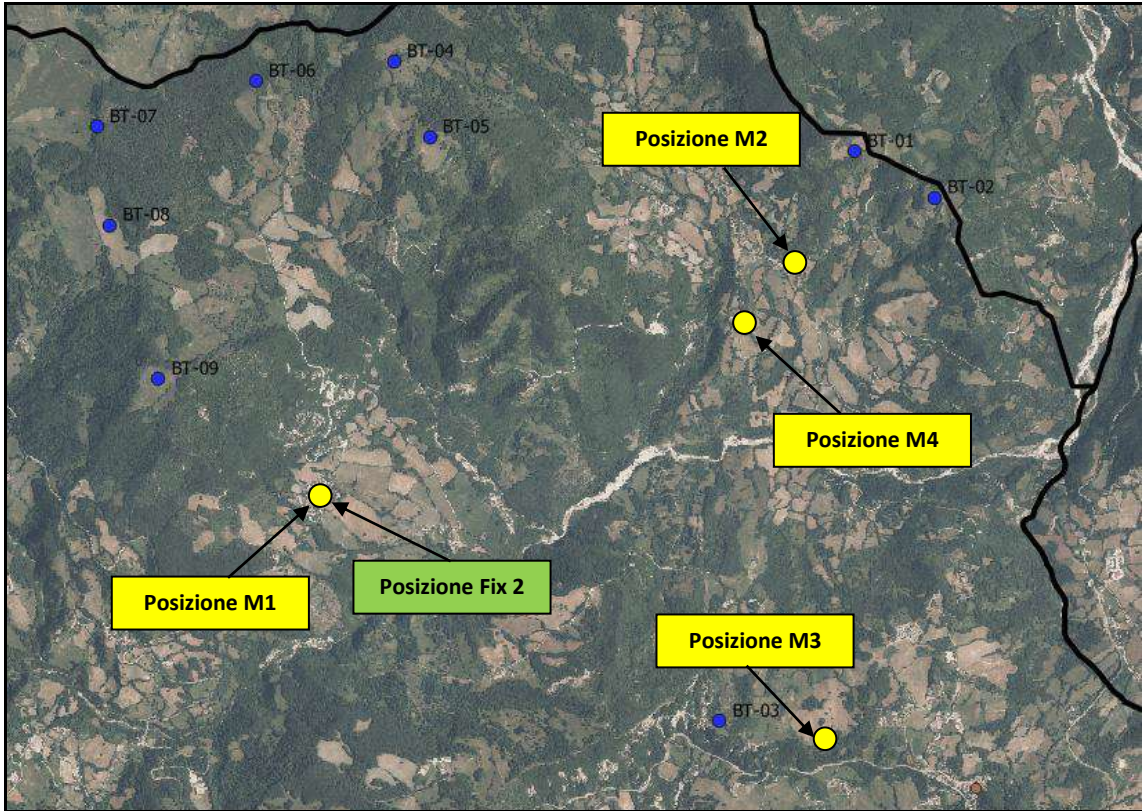 BT-04
BT-06
BT-07
BT-05
Posizione M2
BT-01
BT-02
BT-08
BT-09
Posizione M4
Posizione M1
Posizione Fix 2
Posizione M3
BT-03